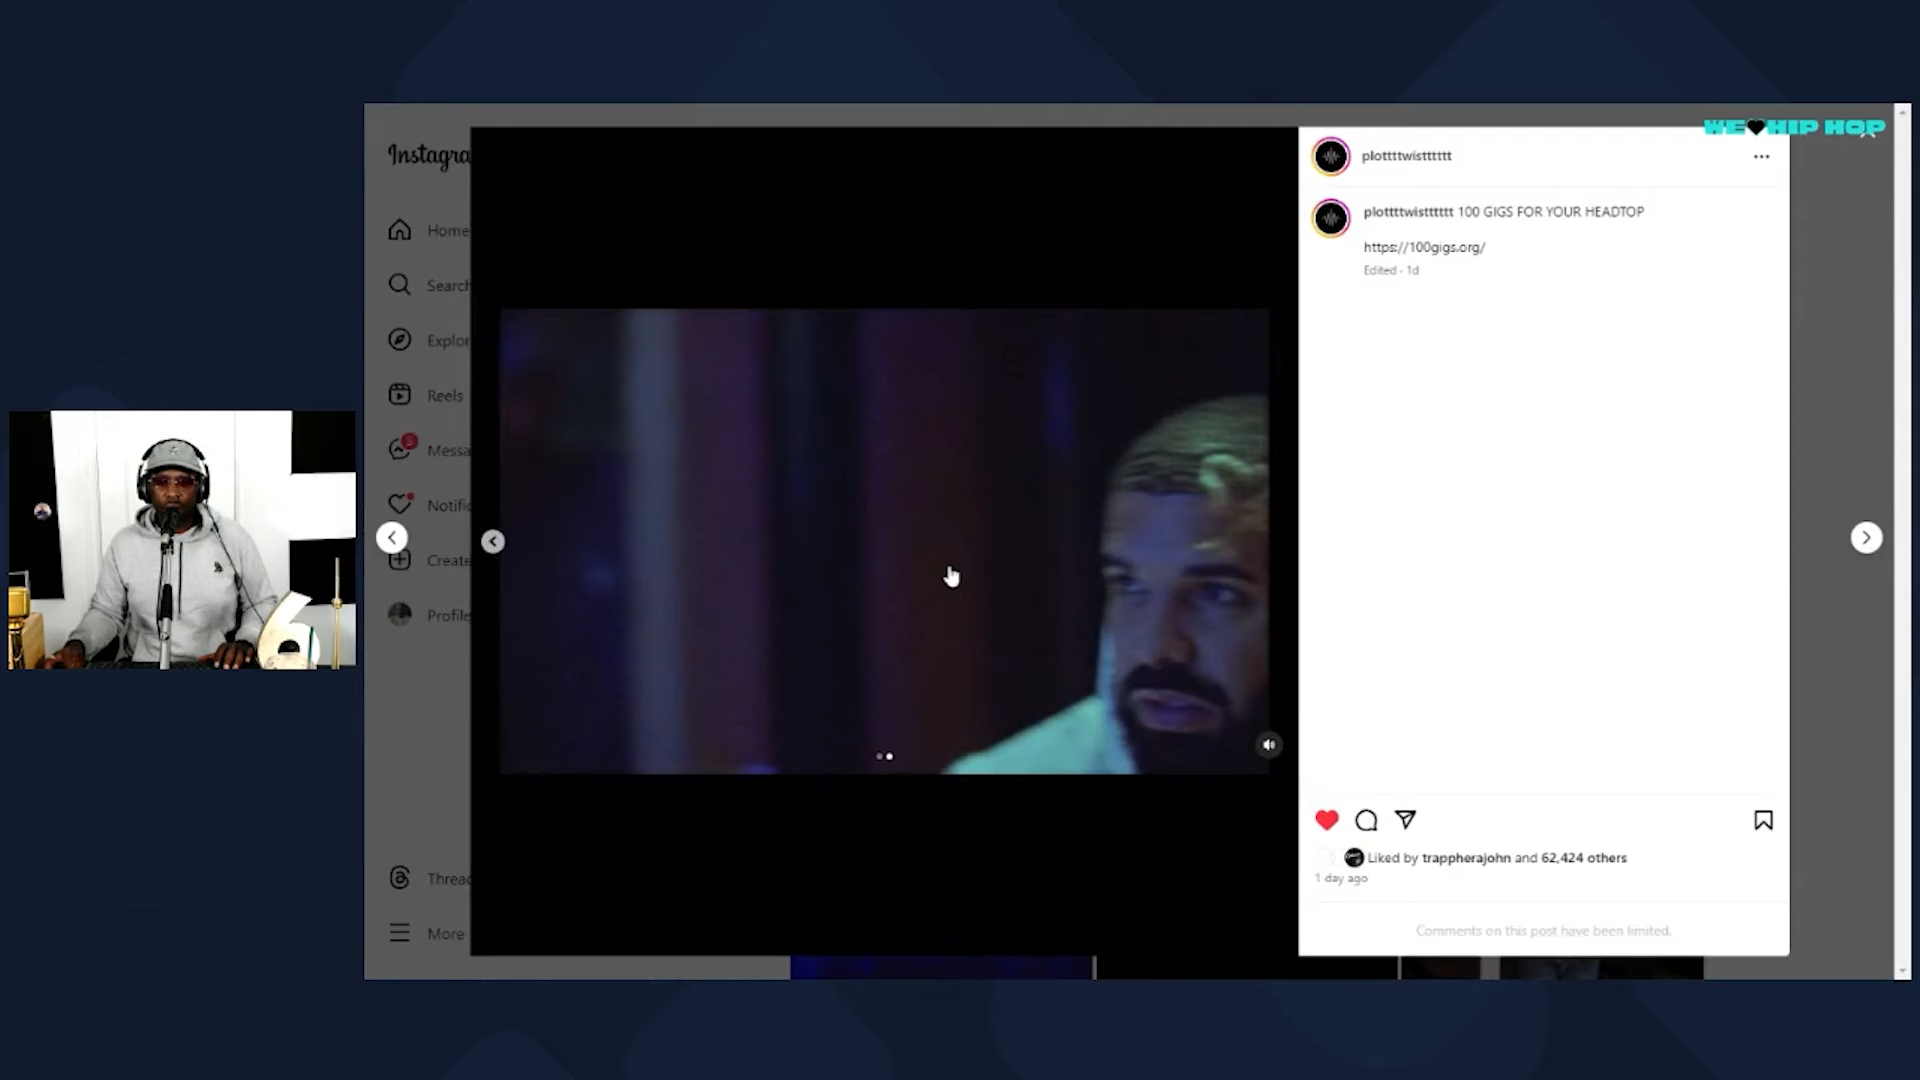 WE HIP HOP
Instagra
Home
Search
Explor
Reels
Messa
Notific
Create
Profile
Threa
More
plottttwistttttt
plottttwistttttt 100 GIGS FOR YOUR HEADTOP
https://100gigs.org/
Edited · 1d
Liked by trappherajohn and 62,424 others
1 day ago
Comments on this post have been limited.
6